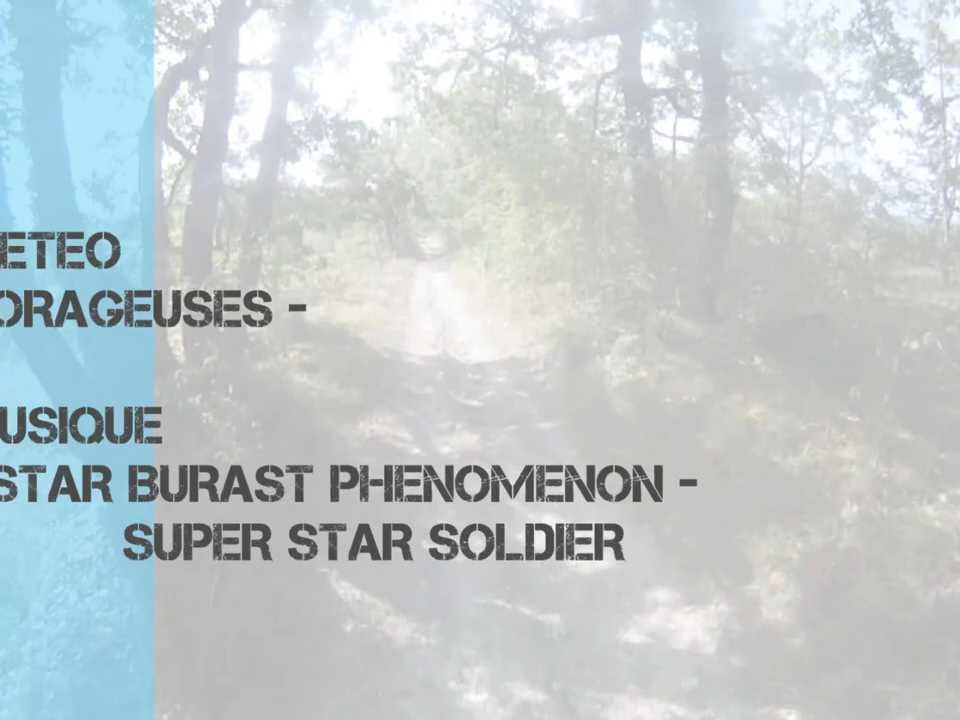 ETEO
ORAGEUSES -
USIQUE
STAR BURAST PHENOMENON -
SUPER STAR SOLDIER